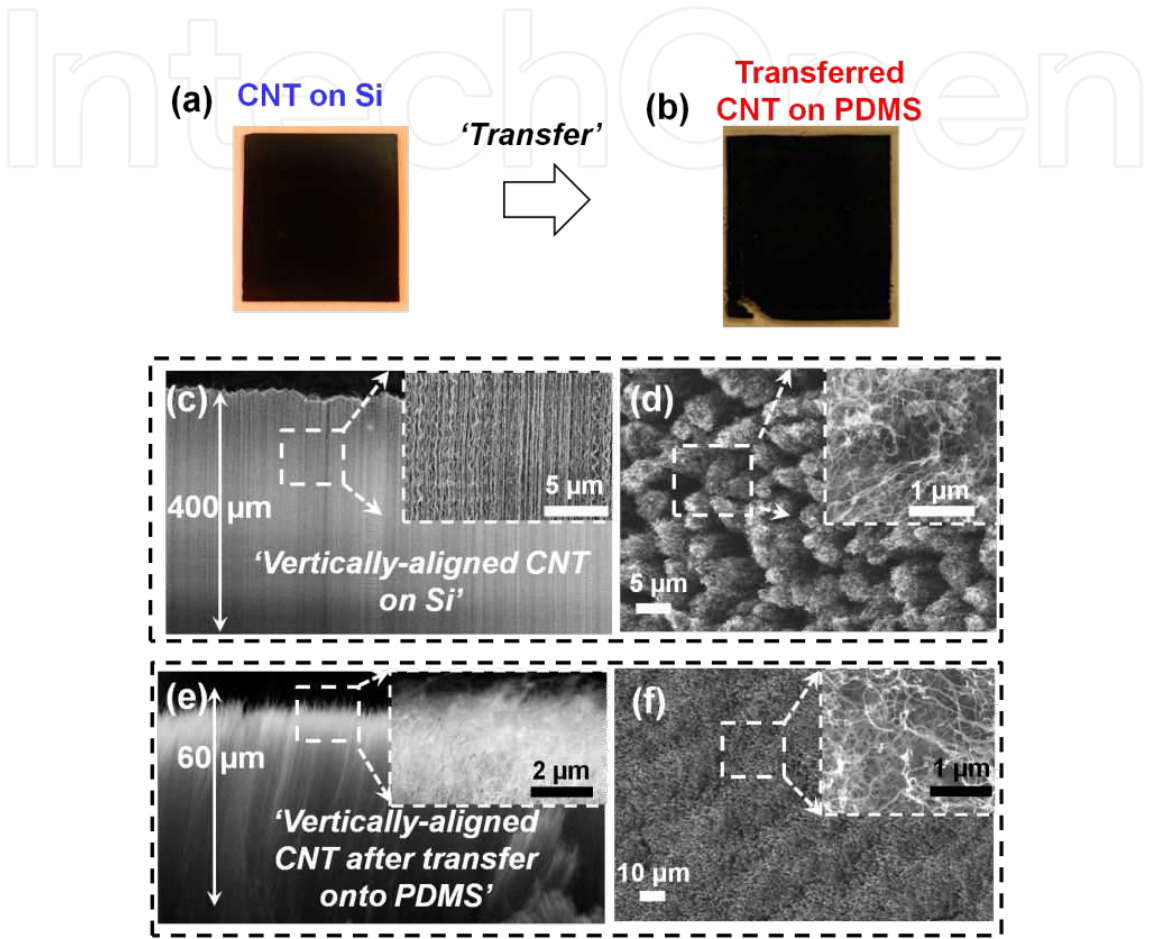 IntechOpen
(a) CNT on Si
'Transfer'
(b) Transferred
CNT on PDMS
(c)
400 µm
5 µm
'Vertically-aligned CNT
on Si'
(d)
1 µm
5 µm
(e)
60 µm
2 µm
'Vertically-aligned
CNT after transfer
onto PDMS'
(f)
1 µm
10 µm